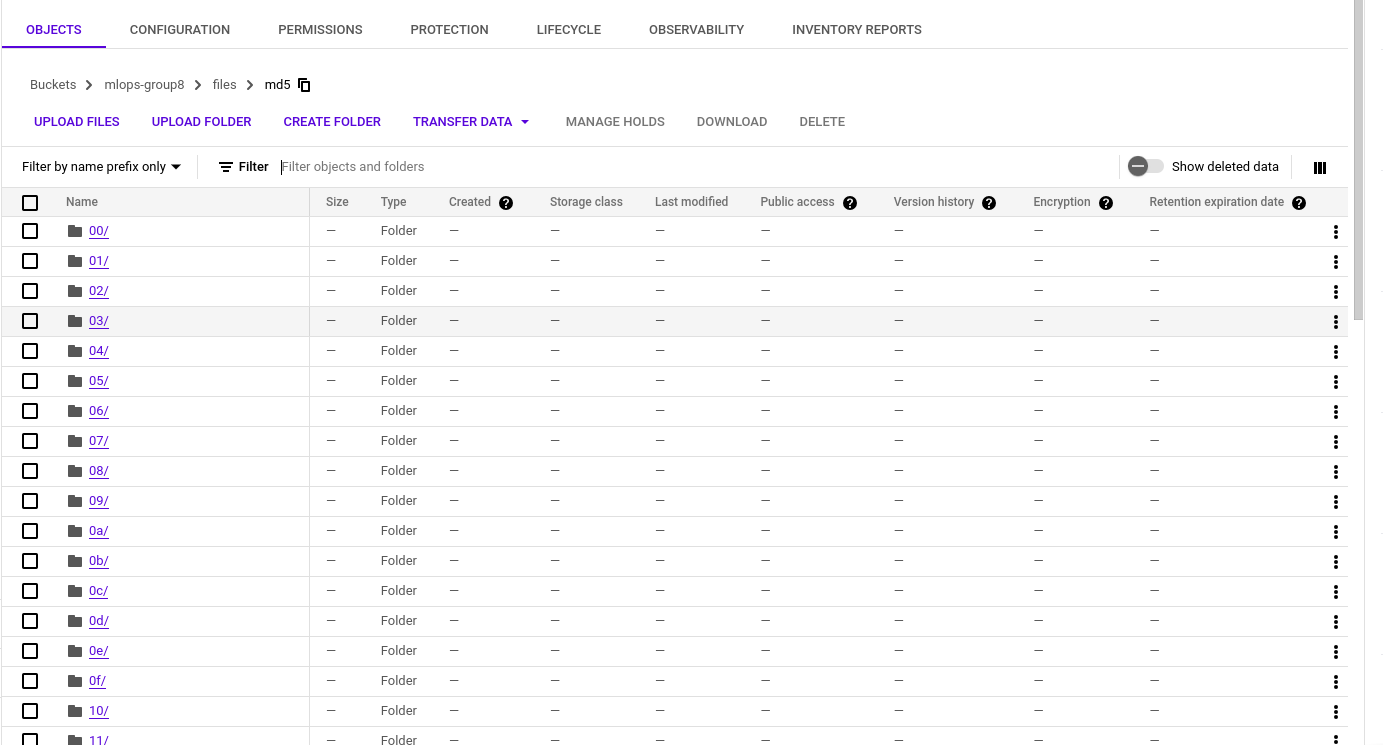 OBJECTS CONFIGURATION PERMISSIONS PROTECTION LIFECYCLE OBSERVABILITY INVENTORY REPORTS
Buckets > mlops-group8 > files > md5
UPLOAD FILES UPLOAD FOLDER CREATE FOLDER TRANSFER DATA MANAGE HOLDS DOWNLOAD DELETE
Filter by name prefix only Filter Filter objects and folders Show deleted data
Name Size Type Created Storage class Last modified Public access Version history Encryption Retention expiration date
00/ — Folder — — — — — — —
01/ — Folder — — — — — — —
02/ — Folder — — — — — — —
03/ — Folder — — — — — — —
04/ — Folder — — — — — — —
05/ — Folder — — — — — — —
06/ — Folder — — — — — — —
07/ — Folder — — — — — — —
08/ — Folder — — — — — — —
09/ — Folder — — — — — — —
0a/ — Folder — — — — — — —
0b/ — Folder — — — — — — —
0c/ — Folder — — — — — — —
0d/ — Folder — — — — — — —
0e/ — Folder — — — — — — —
0f/ — Folder — — — — — — —
10/ — Folder — — — — — — —
11/ — Folder — — — — — — —